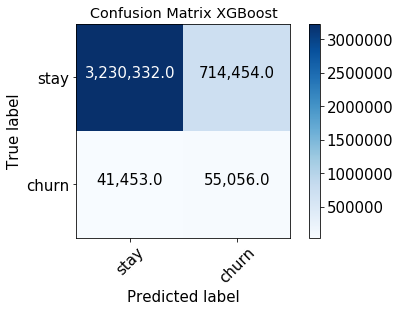 Confusion Matrix XGBoost
True label
stay
churn
3,230,332.0 714,454.0
41,453.0 55,056.0
stay churn
Predicted label
3000000
2500000
2000000
1500000
1000000
500000